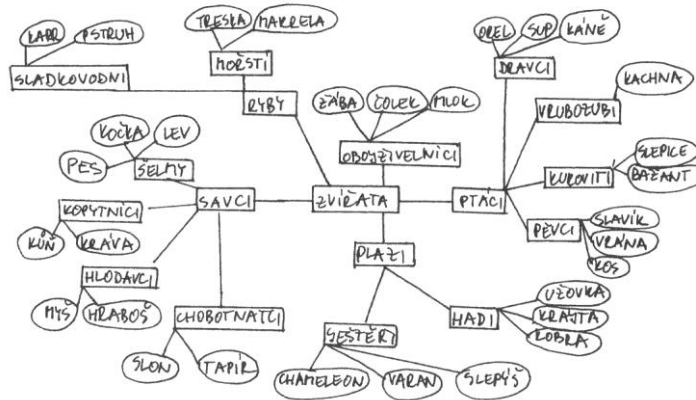 TRESKA
MAKRELA
KAPR
PSTRUH
MOŘSTÍ
SLADKOVODNÍ
RYBY
OREL
SUP
KÁNĚ
DRAVCI
KACHNA
VRUBOZUBÍ
ŽÁBA
ČOLEK
MLOK
OBOJŽIVELNÍCI
KOČKA
LEV
PES
ŠELMY
SLEPICE
BAŽANT
KUROVITÍ
SAVCI
ZVÍŘATA
PTÁCI
KOPYTNÍCI
KŮŇ
KRÁVA
PĚVCI
SLAVÍK
VRÁNA
KOS
PLAZI
HLODAVCI
MYŠ
HRABOŠ
CHOBOTNATCI
SLON
TAPÍR
HADI
UŽOVKA
KRAJTA
KOBRA
JEŠTĚŘI
CHAMELEON
VARAN
SLEPÝŠ